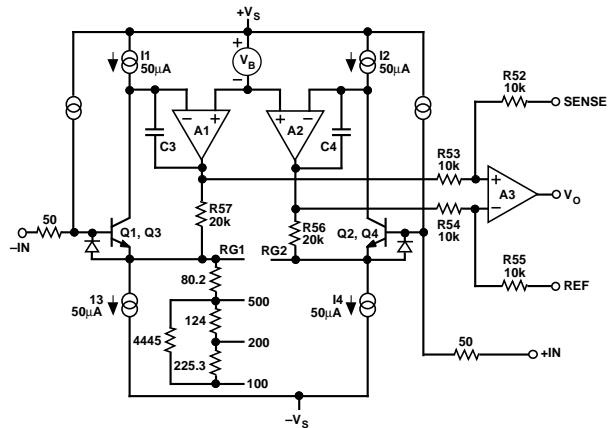 +VS
I1
50µA
+
VB
−
I2
50µA
− A1 +
+ A2 −
C3
C4
R52
10k
SENSE
R53
10k
+
A3
−
VO
R54
10k
R57
20k
R56
20k
50
−IN
Q1, Q3
Q2, Q4
RG1
RG2
R55
10k
REF
80.2
13
50µA
500
I4
50µA
124
4445
200
50
+IN
225.3
100
−VS